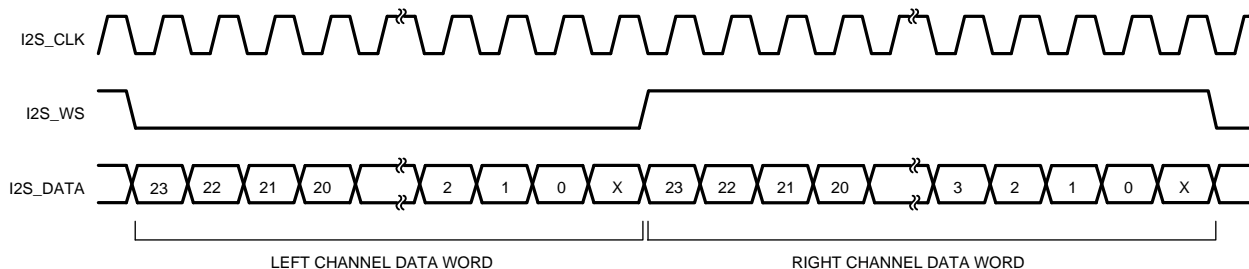 I2S_CLK
I2S_WS
I2S_DATA 23 22 21 20 2 1 0 X 23 22 21 20 3 2 1 0 X
LEFT CHANNEL DATA WORD RIGHT CHANNEL DATA WORD